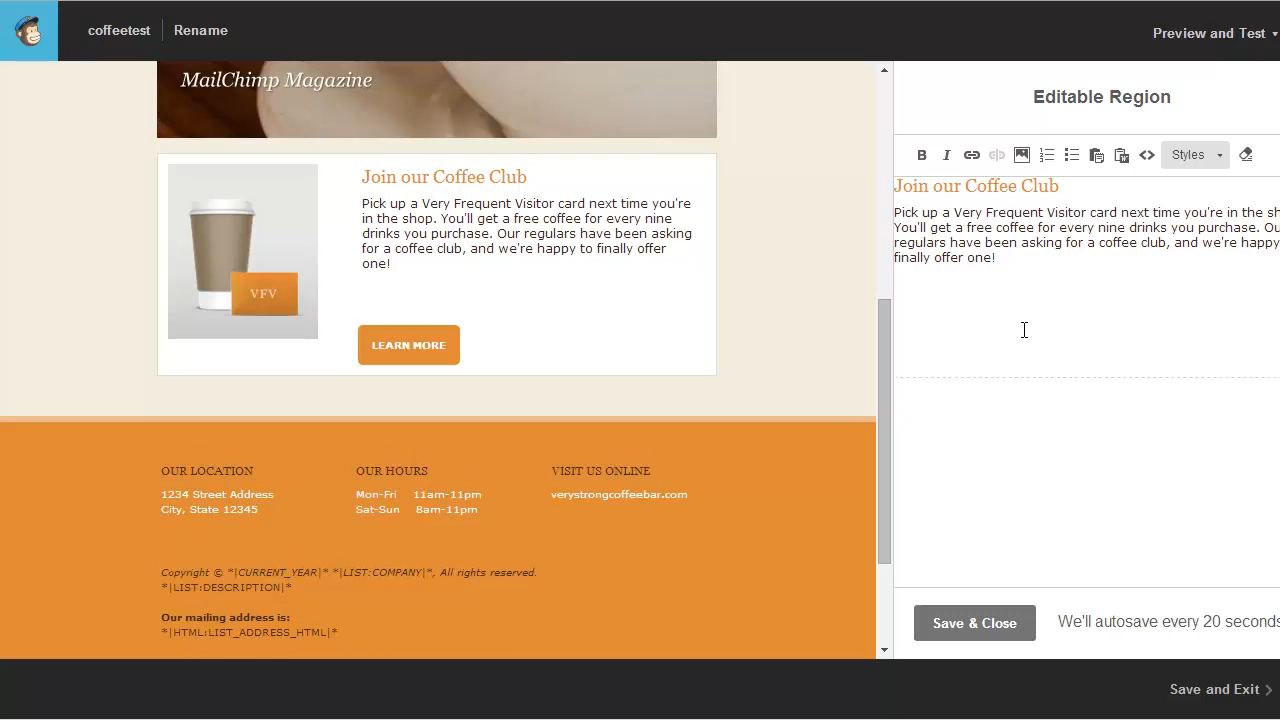 coffeetest
Rename
Preview and Test
MailChimp Magazine
Join our Coffee Club
Pick up a Very Frequent Visitor card next time you're
in the shop. You'll get a free coffee for every nine
drinks you purchase. Our regulars have been asking
for a coffee club, and we're happy to finally offer
one!
VFV
LEARN MORE
OUR LOCATION
1234 Street Address
City, State 12345
OUR HOURS
Mon-Fri 11am-11pm
Sat-Sun 8am-11pm
VISIT US ONLINE
verystrongcoffeebar.com
Copyright © *|CURRENT_YEAR|* *|LIST:COMPANY|*, All rights reserved.
*|LIST:DESCRIPTION|*
Our mailing address is:
*|HTML:LIST_ADDRESS_HTML|*
Editable Region
B I Styles
Join our Coffee Club
Pick up a Very Frequent Visitor card next time you're in the
You'll get a free coffee for every nine drinks you purchase.
regulars have been asking for a coffee club, and we're happy
finally offer one!
Save & Close
We'll autosave every 20 seconds
Save and Exit